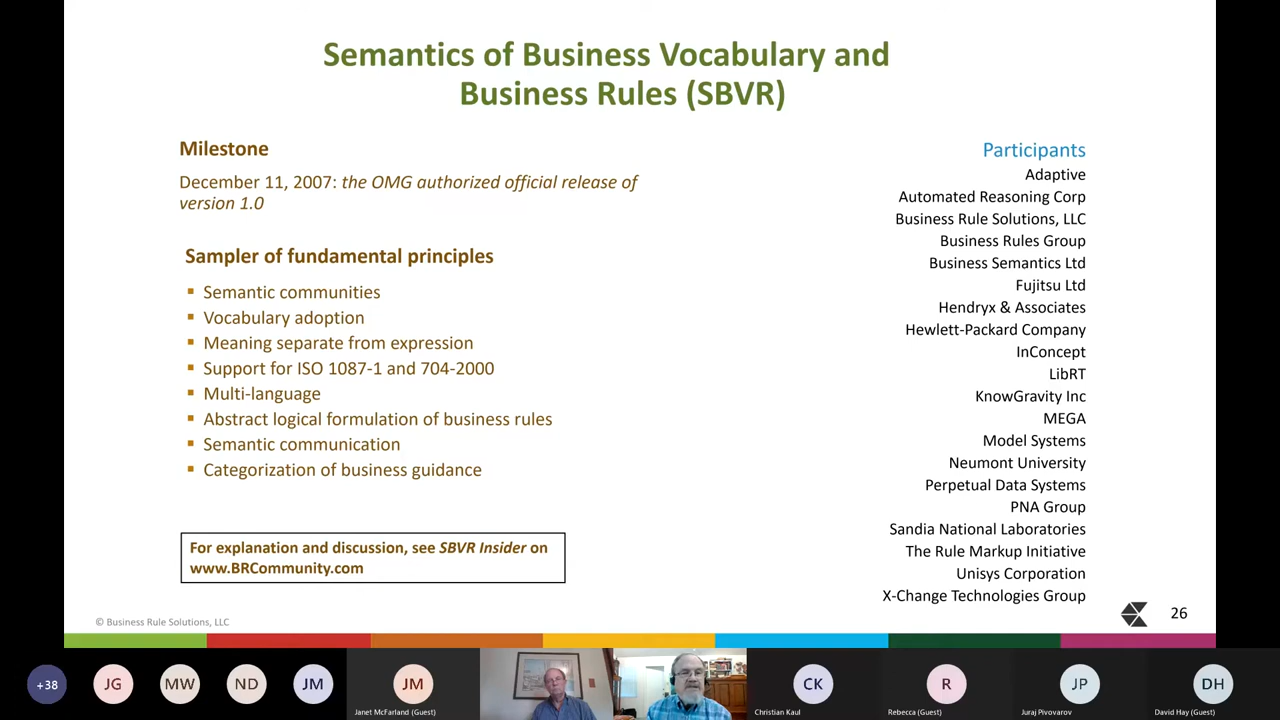 Semantics of Business Vocabulary and
Business Rules (SBVR)
Milestone
December 11, 2007: the OMG authorized official release of
version 1.0
Sampler of fundamental principles
▪ Semantic communities
▪ Vocabulary adoption
▪ Meaning separate from expression
▪ Support for ISO 1087-1 and 704-2000
▪ Multi-language
▪ Abstract logical formulation of business rules
▪ Semantic communication
▪ Categorization of business guidance
For explanation and discussion, see SBVR Insider on
www.BRCommunity.com
Participants
Adaptive
Automated Reasoning Corp
Business Rule Solutions, LLC
Business Rules Group
Business Semantics Ltd
Fujitsu Ltd
Hendryx & Associates
Hewlett-Packard Company
InConcept
LibRT
KnowGravity Inc
MEGA
Model Systems
Neumont University
Perpetual Data Systems
PNA Group
Sandia National Laboratories
The Rule Markup Initiative
Unisys Corporation
X-Change Technologies Group
© Business Rule Solutions, LLC
26
+38
JG
MW
ND
JM
JM
Janet McFarland (Guest)
CK
Christian Kaul
R
Rebecca (Guest)
JP
Juraj Pivovarov
DH
David Hay (Guest)